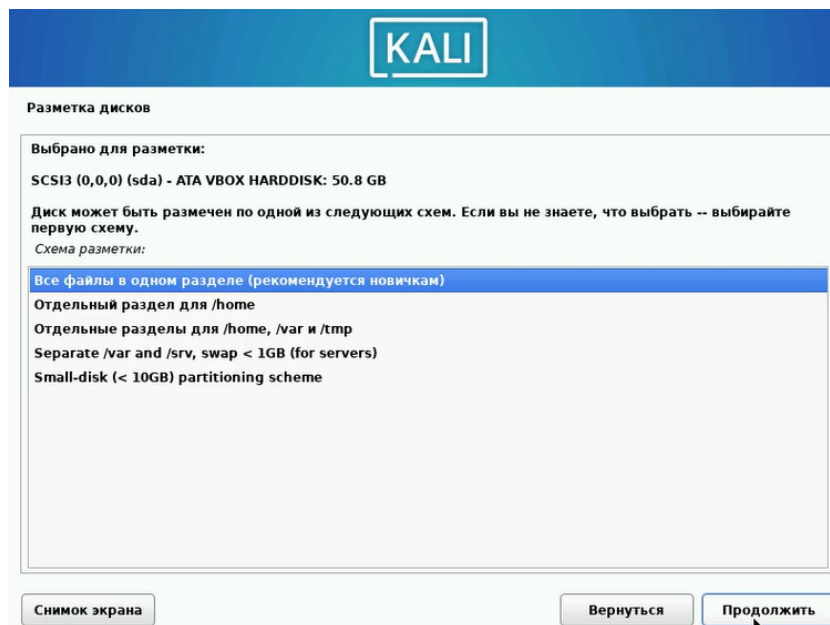 KALI
Разметка дисков
Выбрано для разметки:
SCSI3 (0,0,0) (sda) - ATA VBOX HARDDISK: 50.8 GB
Диск может быть размечен по одной из следующих схем. Если вы не знаете, что выбрать -- выбирайте
первую схему.
Схема разметки:
Все файлы в одном разделе (рекомендуется новичкам)
Отдельный раздел для /home
Отдельные разделы для /home, /var и /tmp
Separate /var and /srv, swap < 1GB (for servers)
Small-disk (< 10GB) partitioning scheme
Снимок экрана Вернуться Продолжить